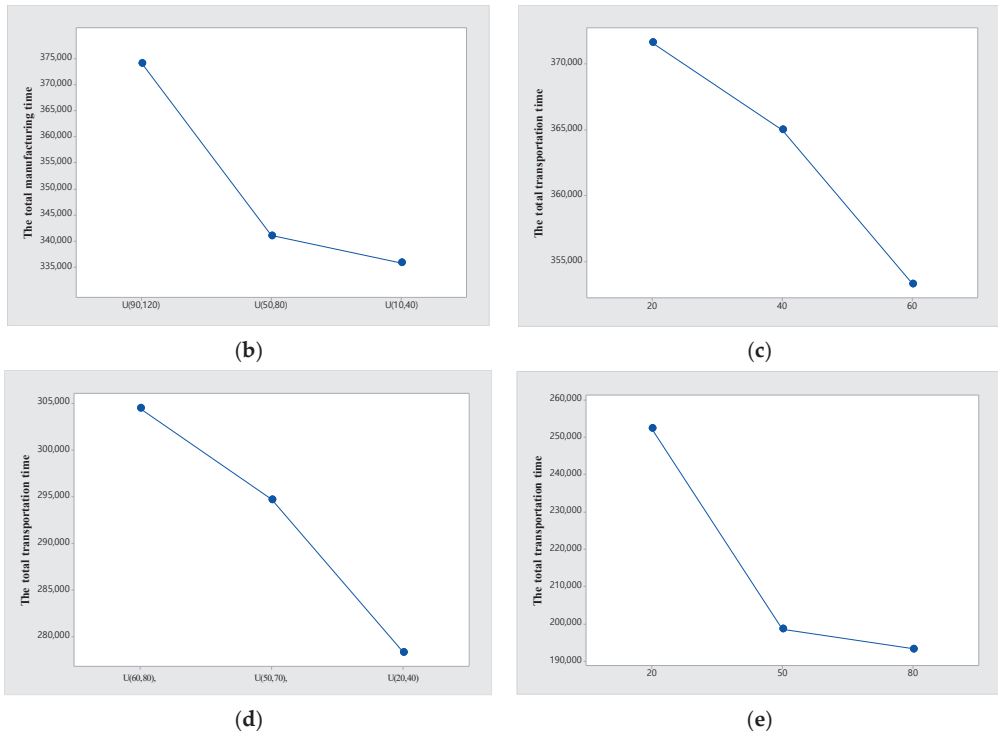 The total manufacturing time
375,000
370,000
365,000
360,000
355,000
350,000
345,000
340,000
335,000
U(90,120)
U(50,80)
U(10,40)
(b)
The total transportation time
370,000
365,000
360,000
355,000
20
40
60
(c)
The total transportation time
305,000
300,000
295,000
290,000
285,000
280,000
U(60,80),
U(50,70),
U(20,40)
(d)
The total transportation time
260,000
250,000
240,000
230,000
220,000
210,000
200,000
190,000
20
50
80
(e)